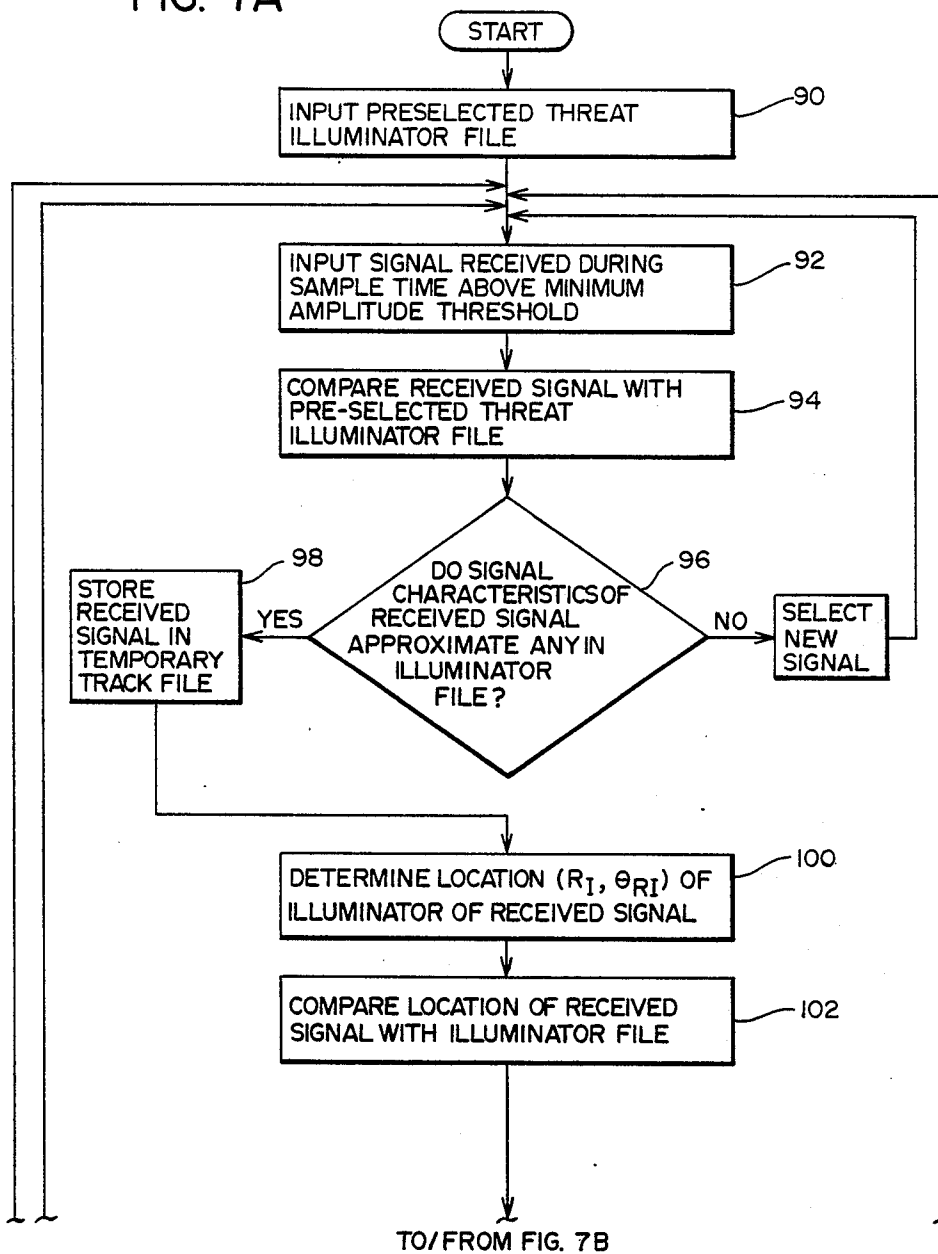 FIG. 7A
START
INPUT PRESELECTED THREAT
ILLUMINATOR FILE
90
INPUT SIGNAL RECEIVED DURING
SAMPLE TIME ABOVE MINIMUM
AMPLITUDE THRESHOLD
92
COMPARE RECEIVED SIGNAL WITH
PRE-SELECTED THREAT
ILLUMINATOR FILE
94
98
STORE
RECEIVED
SIGNAL IN
TEMPORARY
TRACK FILE
YES
96
DO SIGNAL
CHARACTERISTICS OF
RECEIVED SIGNAL
APPROXIMATE ANY IN
ILLUMINATOR
FILE?
NO
SELECT
NEW
SIGNAL
DETERMINE LOCATION (R_I, Θ_RI) OF
ILLUMINATOR OF RECEIVED SIGNAL
100
COMPARE LOCATION OF RECEIVED
SIGNAL WITH ILLUMINATOR FILE
102
TO/FROM FIG. 7B